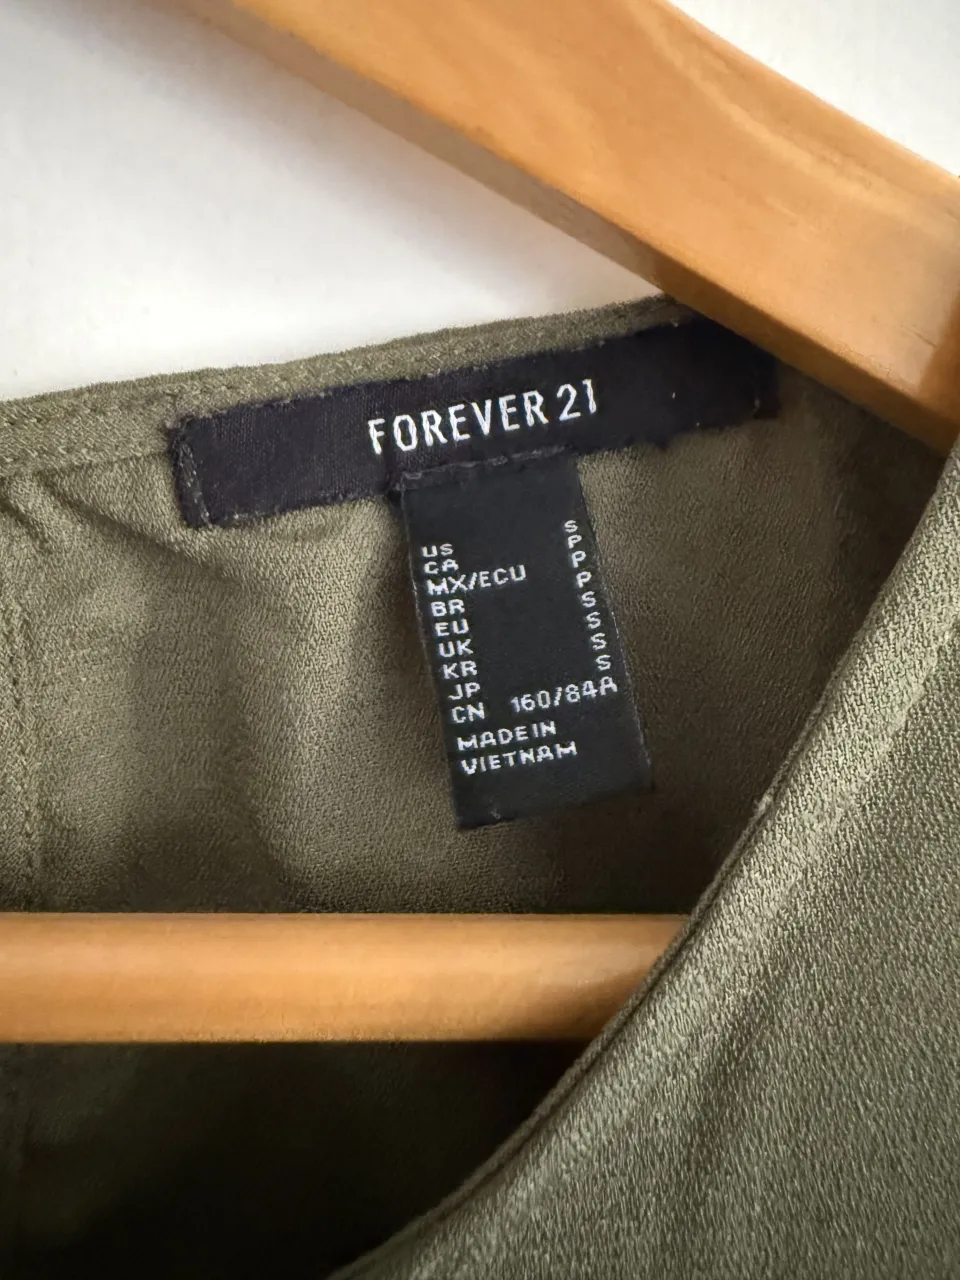 FOREVER 21
US S
CA P
MX/ECU P
BR P
EU S
UK S
KR S
JP S
CN 160/84A
MADE IN
VIETNAM